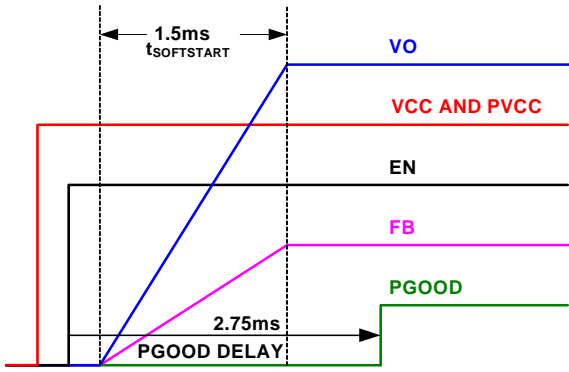 1.5ms
tSOFTSTART
VO
VCC AND PVCC
EN
FB
PGOOD
2.75ms
PGOOD DELAY